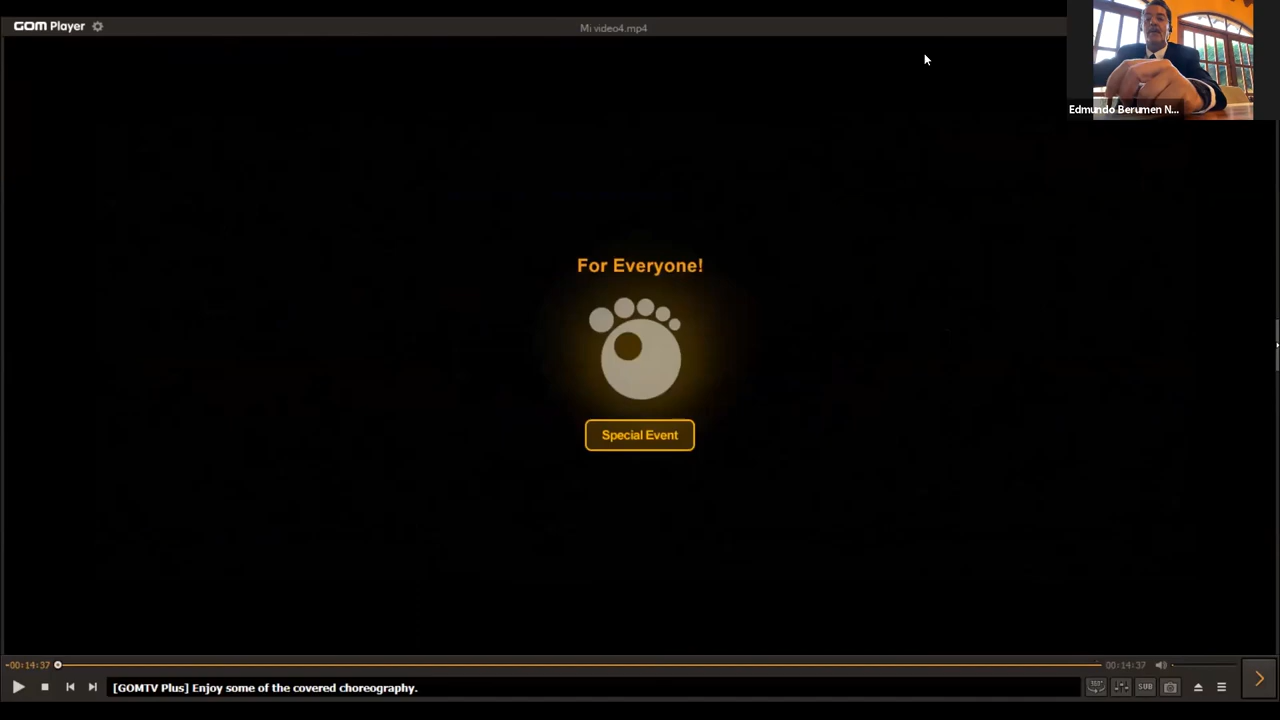 GOM Player
Mi video4.mp4
Edmundo Berumen N...
For Everyone!
Special Event
-00:14:37
00:14:37
[GOMTV Plus] Enjoy some of the covered choreography.
360°
SUB